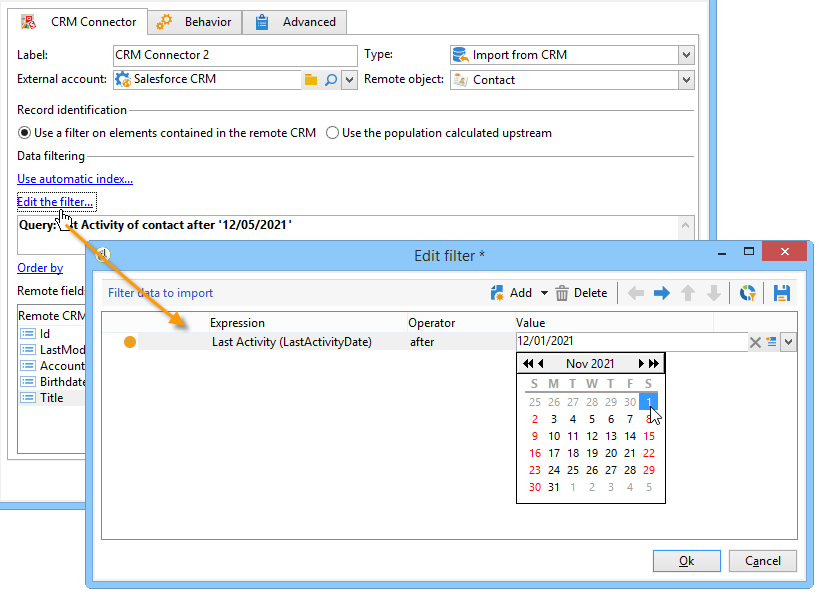 CRM Connector Behavior Advanced
Label: CRM Connector 2 Type: Import from CRM
External account: Salesforce CRM Remote object: Contact
Record identification
Use a filter on elements contained in the remote CRM Use the population calculated upstream
Data filtering
Use automatic index...
Edit the filter...
Query: Activity of contact after '12/05/2021'
Order by
Remote field
Remote CRM
Id
LastMod
Account
Birthdate
Title
Edit filter *
Filter data to import Add Delete
Expression Operator Value
Last Activity (LastActivityDate) after 12/01/2021
Nov 2021
S M T W T F S
25 26 27 28 29 30 1
2 3 4 5 6 7 8
9 10 11 12 13 14 15
16 17 18 19 20 21 22
23 24 25 26 27 28 29
30 31 1 2 3 4 5
Ok Cancel